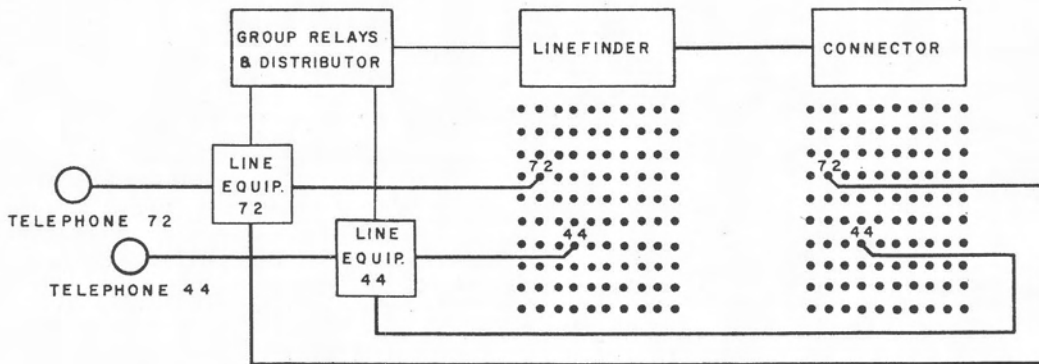 GROUP RELAYS
& DISTRIBUTOR
LINEFINDER
CONNECTOR
LINE
EQUIP.
72
72
72
TELEPHONE 72
LINE
EQUIP.
44
44
44
TELEPHONE 44